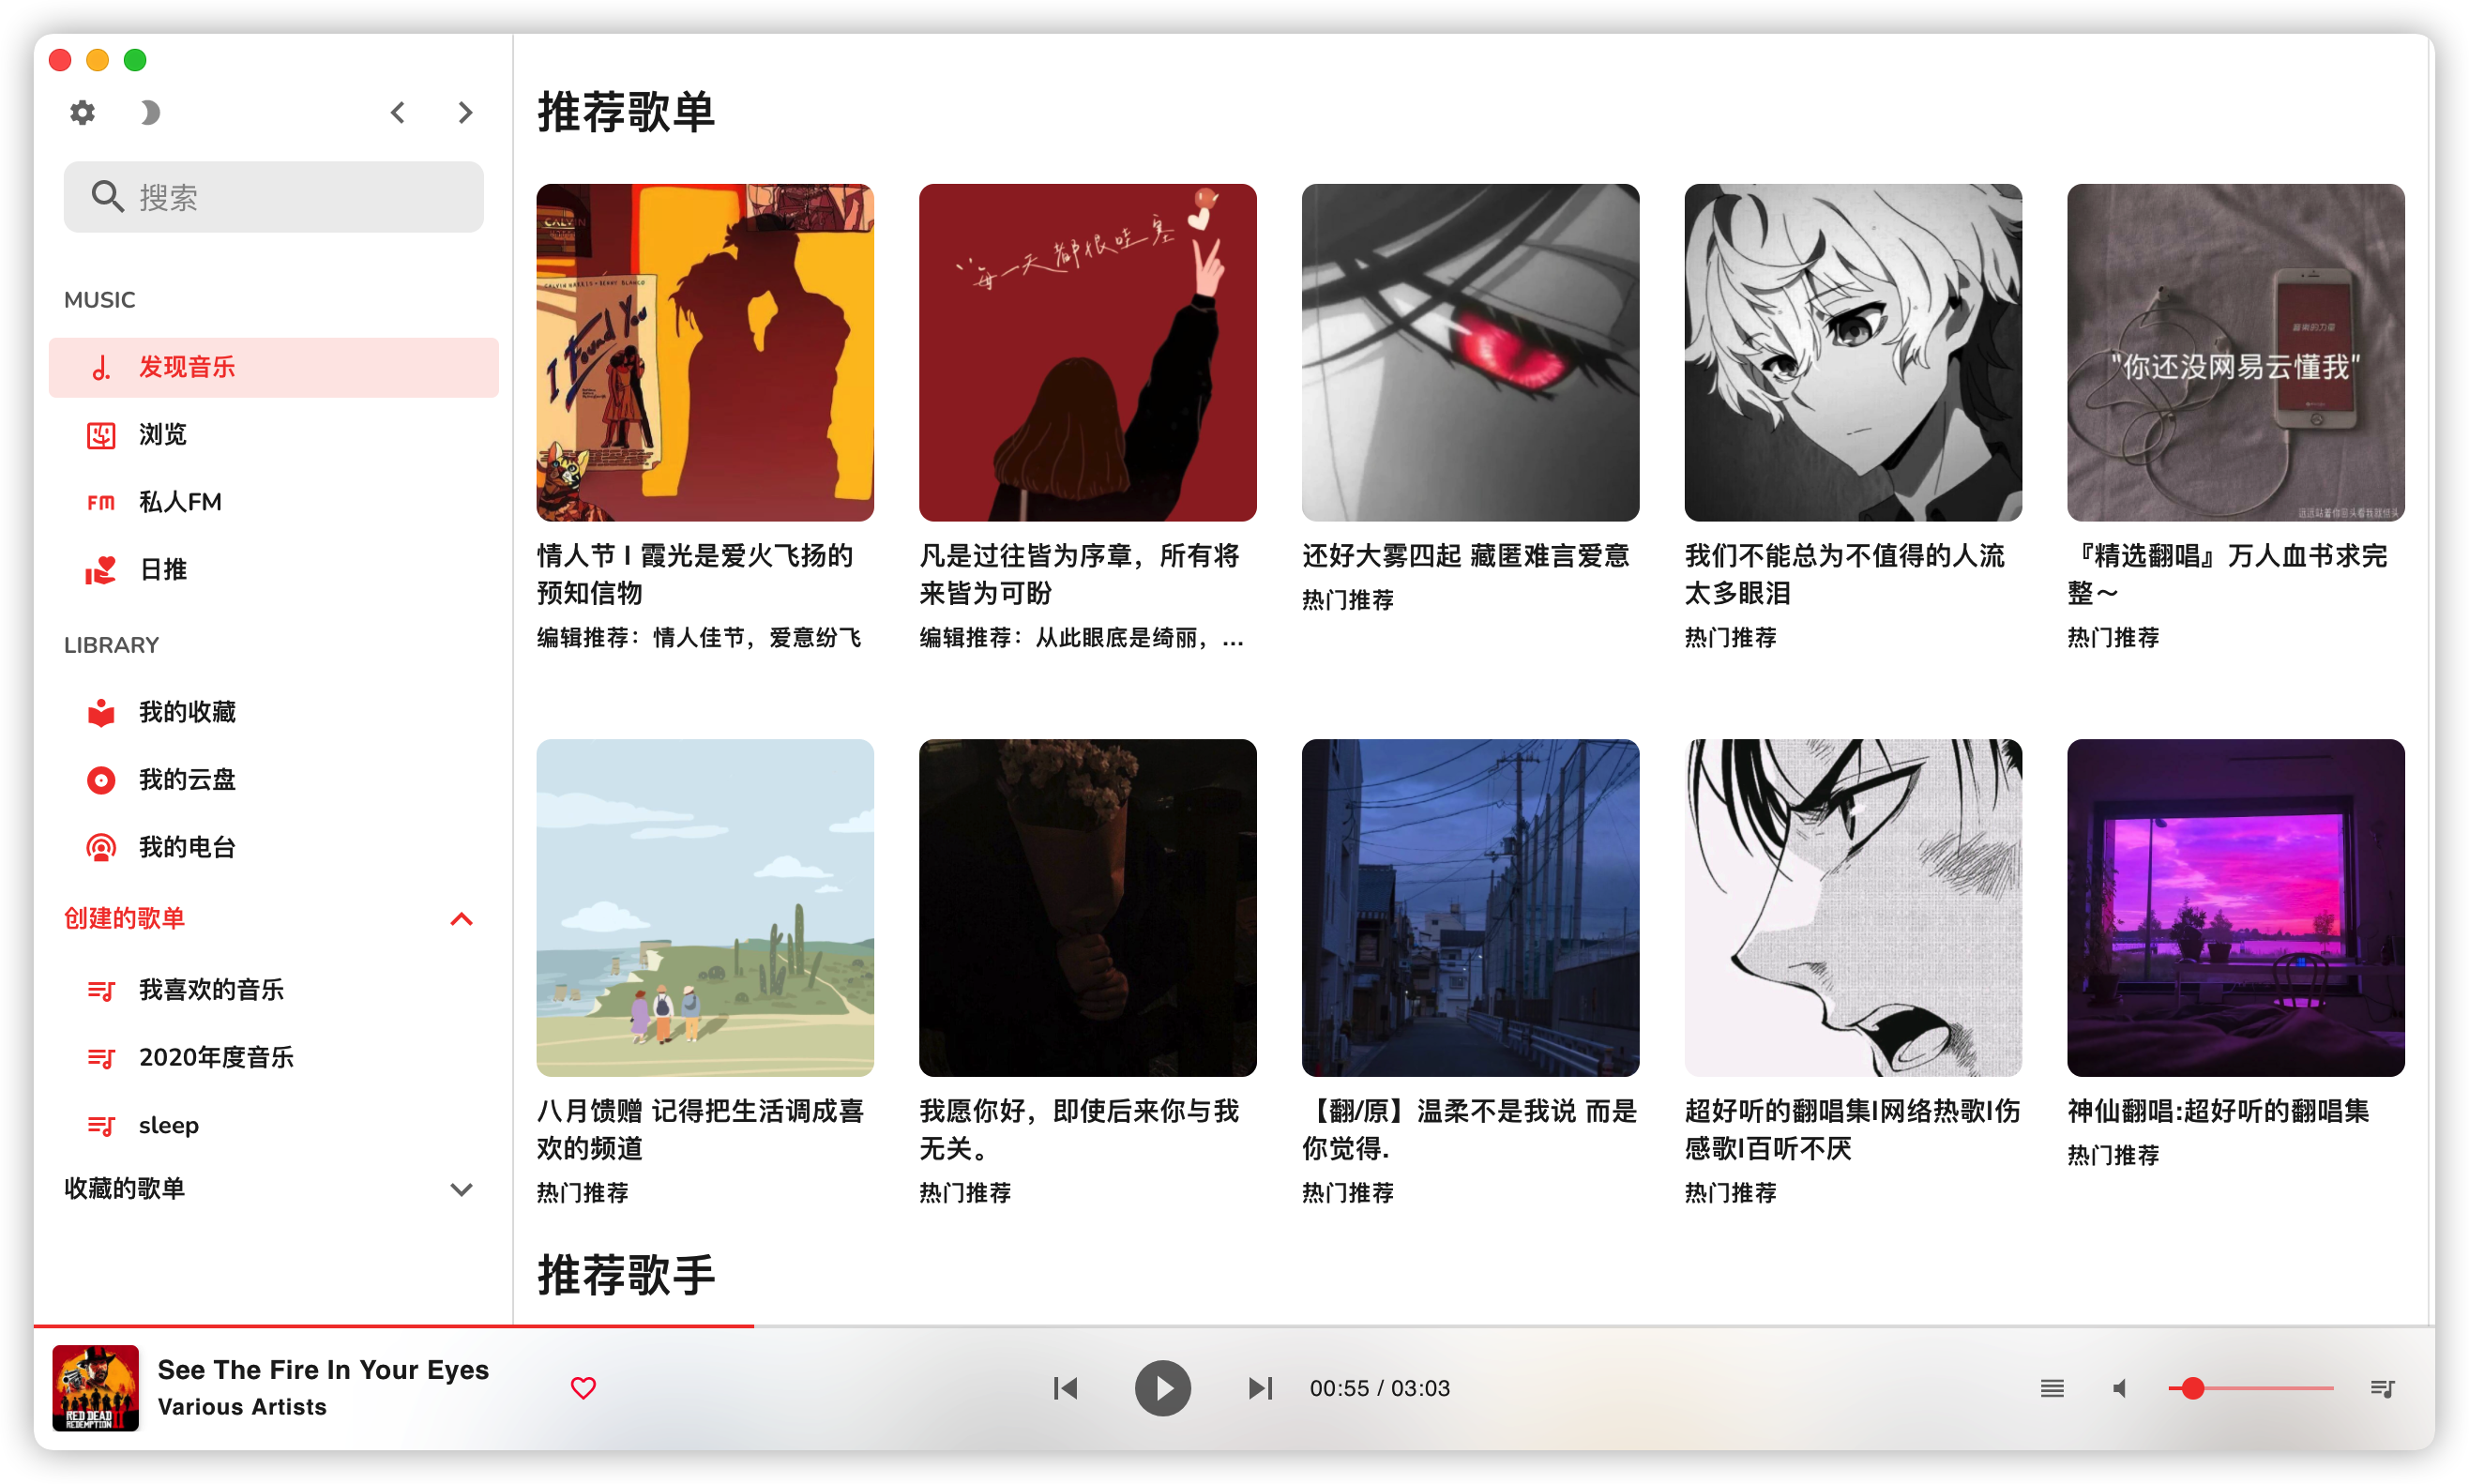 搜索
MUSIC
发现音乐
浏览
FM 私人FM
日推
LIBRARY
我的收藏
我的云盘
我的电台
创建的歌单
我喜欢的音乐
2020年度音乐
sleep
收藏的歌单
推荐歌单
CALVIN
CALVIN HARRIS • BENNY BLANCO
I Found You
每一天都很哇塞
"你还没网易云懂我"
情人节 I 霞光是爱火飞扬的
预知信物
编辑推荐：情人佳节，爱意纷飞
凡是过往皆为序章，所有将
来皆为可盼
编辑推荐：从此眼底是绮丽，...
还好大雾四起 藏匿难言爱意
热门推荐
我们不能总为不值得的人流
太多眼泪
热门推荐
『精选翻唱』万人血书求完
整～
热门推荐
八月馈赠 记得把生活调成喜
欢的频道
热门推荐
我愿你好，即使后来你与我
无关。
热门推荐
【翻/原】温柔不是我说 而是
你觉得.
热门推荐
超好听的翻唱集I网络热歌I伤
感歌I百听不厌
热门推荐
神仙翻唱:超好听的翻唱集
热门推荐
推荐歌手
RED DEAD
REDEMPTION
See The Fire In Your Eyes
Various Artists
00:55 / 03:03